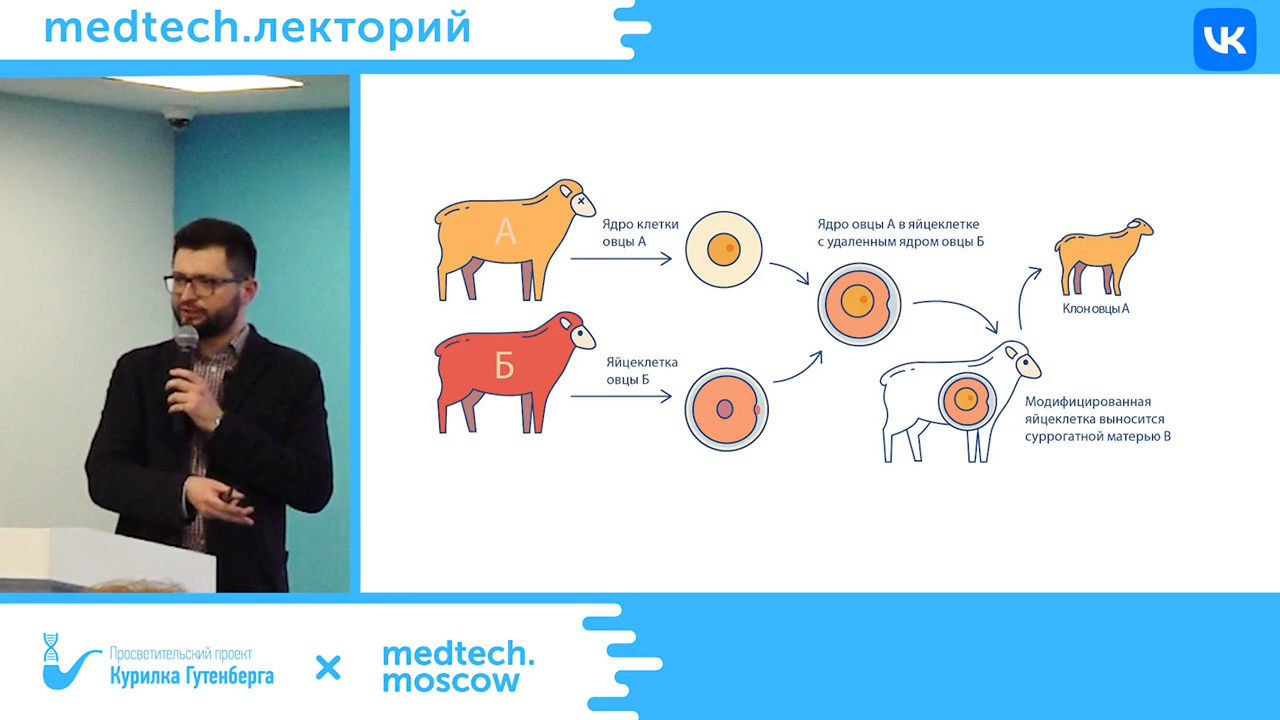 medtech.лекторий
VK
А
Ядро клетки
овцы А
Ядро овцы А в яйцеклетке
с удаленным ядром овцы Б
Клон овцы А
Б
Яйцеклетка
овцы Б
Модифицированная
яйцеклетка выносится
суррогатной матерью В
Просветительский проект
Курилка Гутенберга
medtech.
moscow